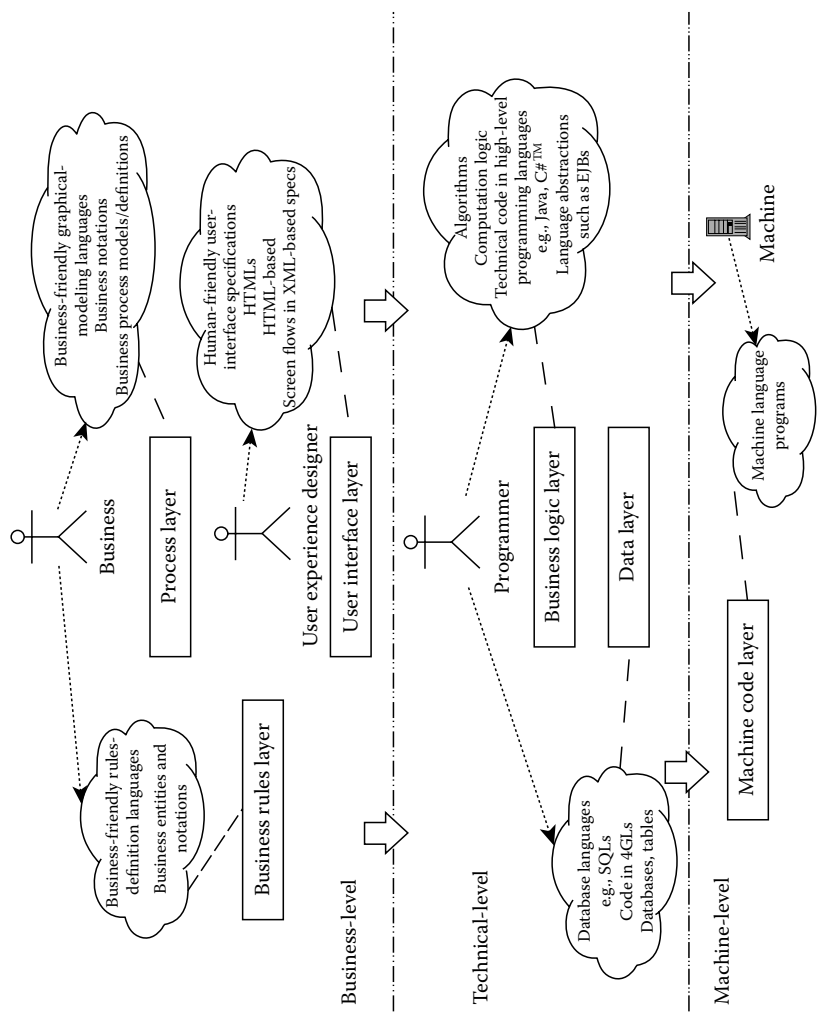 Business-friendly rules-
definition languages
Business entities and
notations
Business
Business-friendly graphical-
modeling languages
Business notations
Business process models/definitions
Process layer
Business rules layer
User experience designer
Human-friendly user-
interface specifications
HTMLs
HTML-based
Screen flows in XML-based specs
User interface layer
Business-level
Technical-level
Programmer
Algorithms
Computation logic
Technical code in high-level
programming languages
e.g., Java, C#™
Language abstractions
such as EJBs
Business logic layer
Data layer
Database languages
e.g., SQLs
Code in 4GLs
Databases, tables
Machine-level
Machine code layer
Machine language
programs
Machine